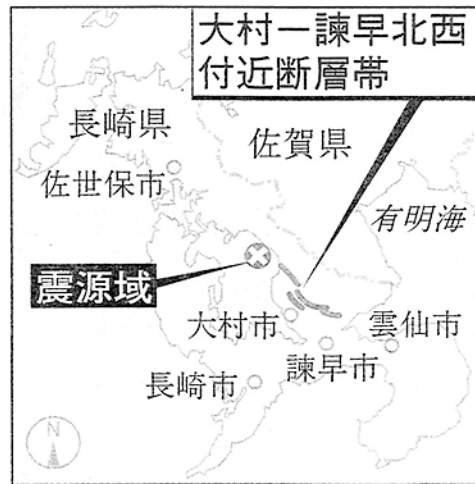 大村ー諫早北西
付近断層帯
長崎県
佐賀県
佐世保市
有明海
震源域
大村市
雲仙市
諫早市
長崎市
N